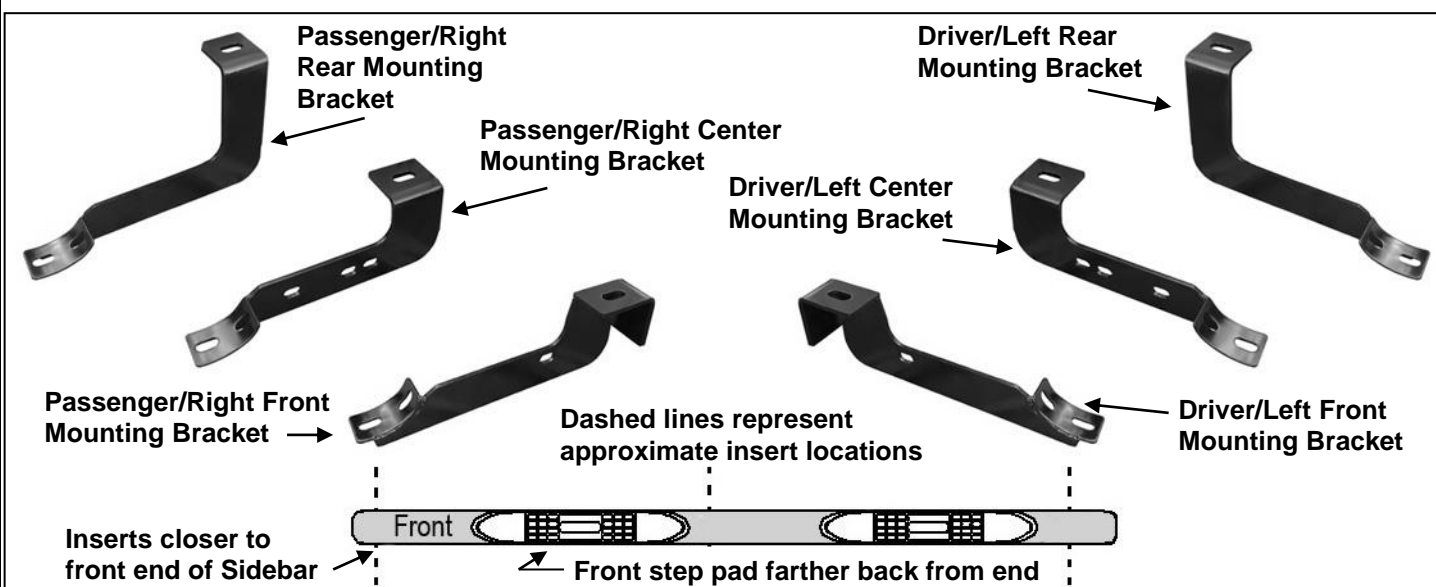 Passenger/Right
Rear Mounting
Bracket
Driver/Left Rear
Mounting Bracket
Passenger/Right Center
Mounting Bracket
Driver/Left Center
Mounting Bracket
Passenger/Right Front
Mounting Bracket
Dashed lines represent
approximate insert locations
Driver/Left Front
Mounting Bracket
Front
Inserts closer to
front end of Sidebar
Front step pad farther back from end